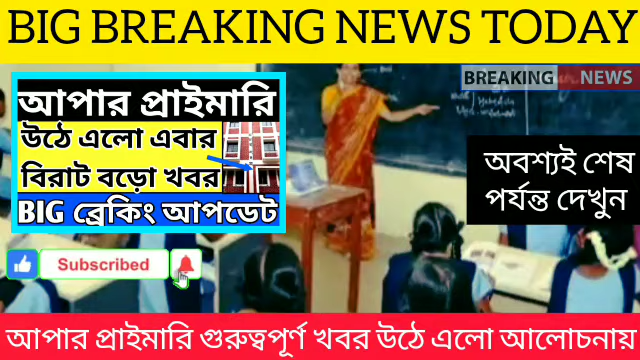 BIG BREAKING NEWS TODAY
BREAKING NEWS
আপার প্রাইমারি
উঠে এলো এবার
বিরাট বড়ো খবর
BIG ব্রেকিং আপডেট
অবশ্যই শেষ
পর্যন্ত দেখুন
Subscribed
আপার প্রাইমারি গুরুত্বপূর্ণ খবর উঠে এলো আলোচনায়